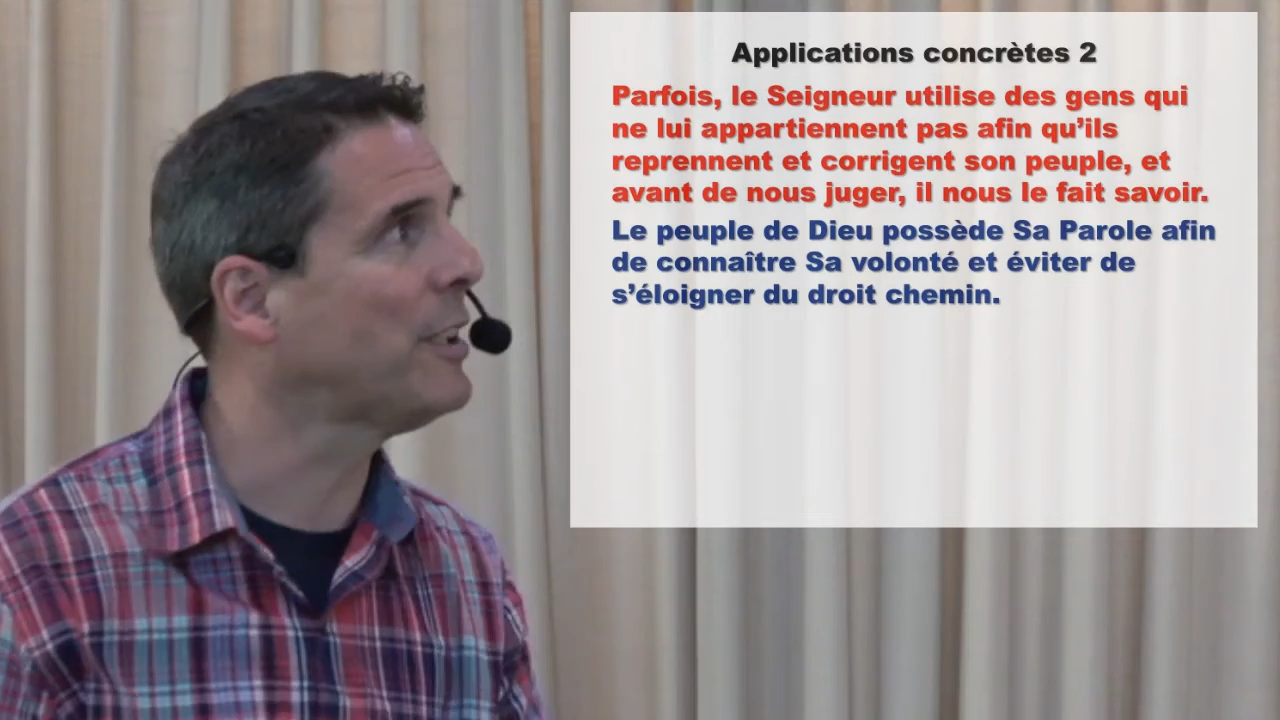 Applications concrètes 2
Parfois, le Seigneur utilise des gens qui
ne lui appartiennent pas afin qu’ils
reprennent et corrigent son peuple, et
avant de nous juger, il nous le fait savoir.
Le peuple de Dieu possède Sa Parole afin
de connaître Sa volonté et éviter de
s’éloigner du droit chemin.